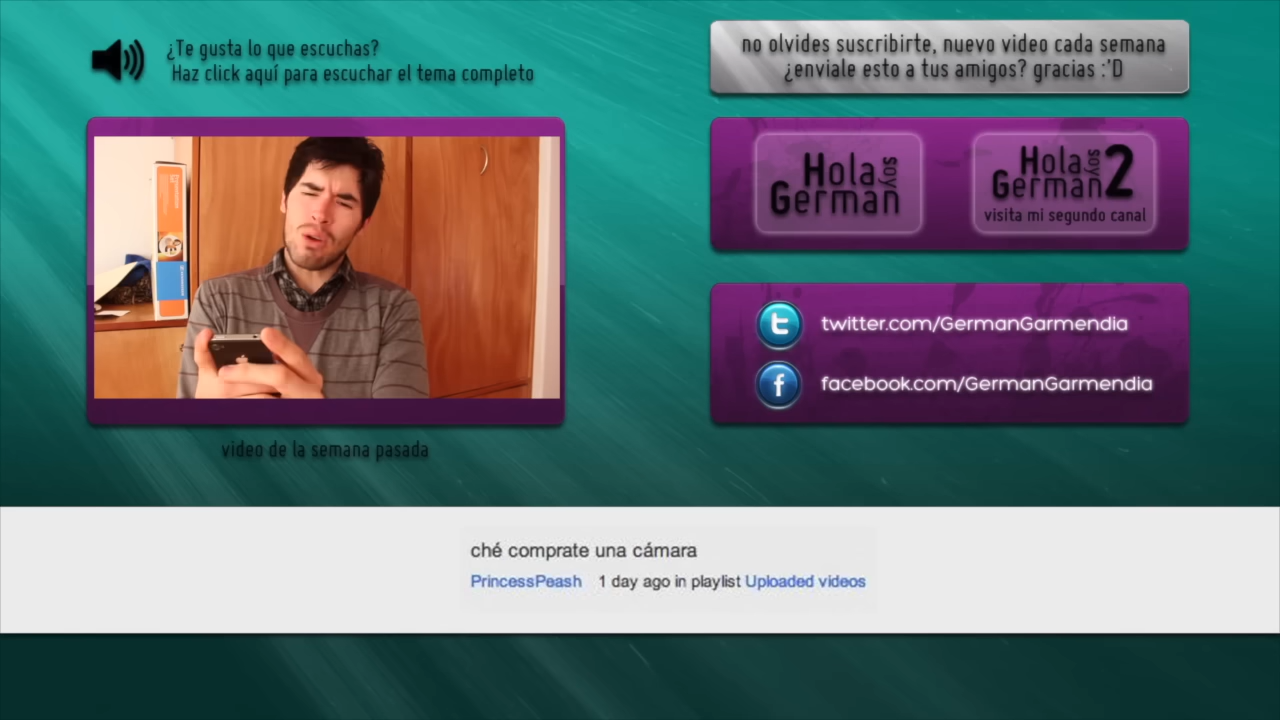 ¿Te gusta lo que escuchas?
Haz click aquí para escuchar el tema completo
no olvides suscribirte, nuevo video cada semana
¿enviale esto a tus amigos? gracias :'D
Hola soy
German
Hola soy
German 2
visita mi segundo canal
twitter.com/GermanGarmendia
facebook.com/GermanGarmendia
video de la semana pasada
ché comprate una cámara
PrincessPeash 1 day ago in playlist Uploaded videos